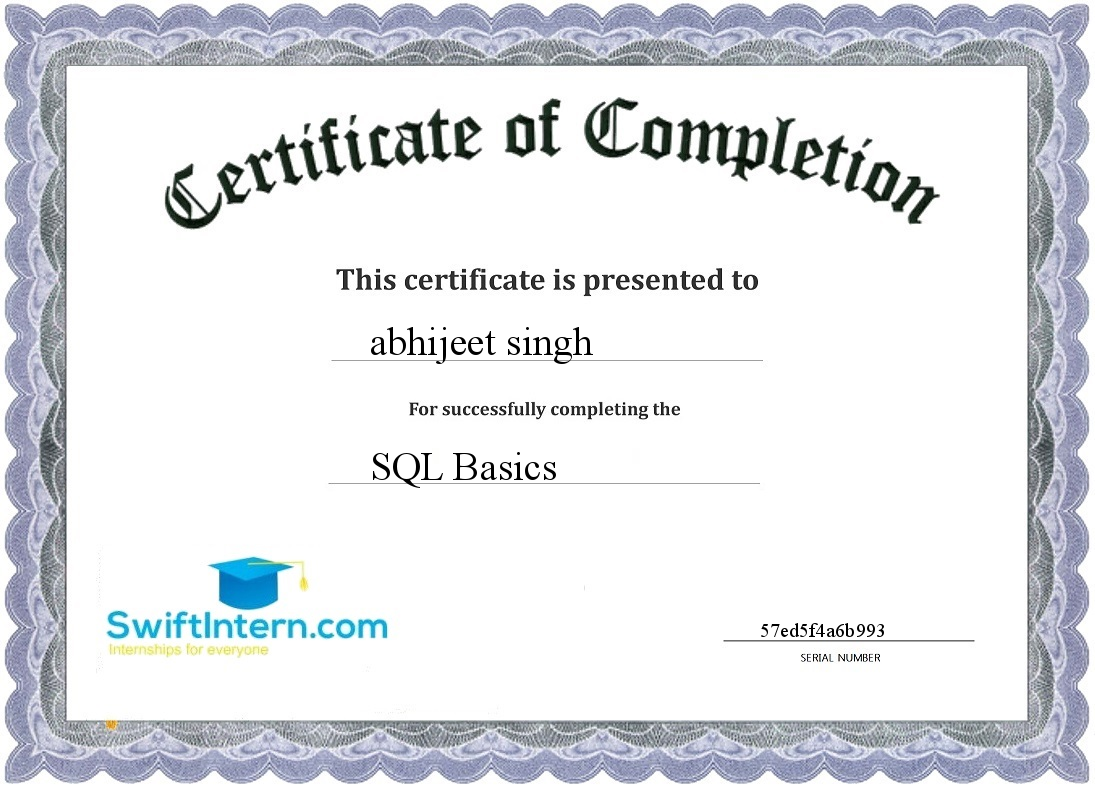 Certificate of Completion
This certificate is presented to
abhijeet singh
For successfully completing the
SQL Basics
SwiftIntern.com
Internships for everyone
57ed5f4a6b993
SERIAL NUMBER